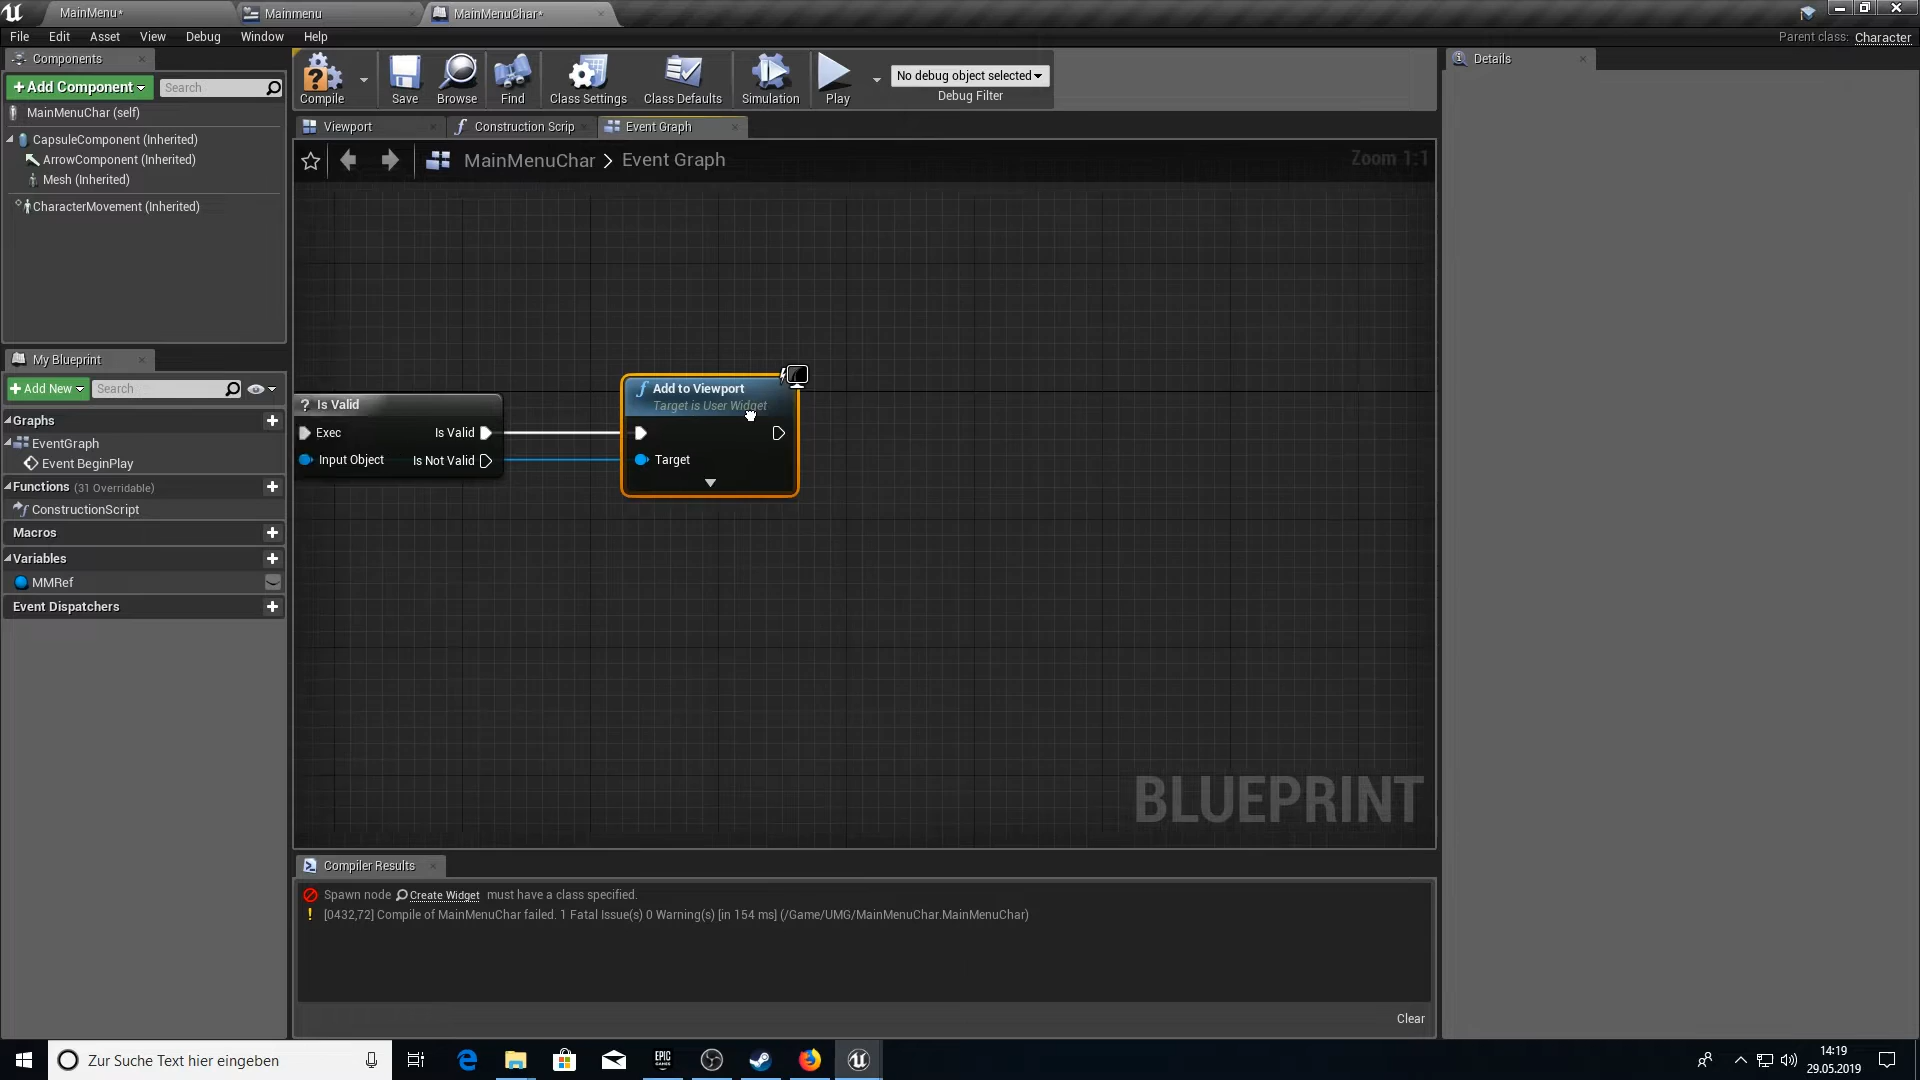 MainMenu*
Mainmenu
MainMenuChar*
File
Edit
Asset
View
Debug
Window
Help
Parent class: Character
Components
+Add Component
Search
MainMenuChar (self)
CapsuleComponent (Inherited)
ArrowComponent (Inherited)
Mesh (Inherited)
CharacterMovement (Inherited)
Compile
Save
Browse
Find
Class Settings
Class Defaults
Simulation
Play
No debug object selected
Debug Filter
Viewport
Construction Scrip
Event Graph
MainMenuChar > Event Graph
Zoom 1:1
? Is Valid
Exec
Is Valid
Input Object
Is Not Valid
f Add to Viewport
Target is User Widget
Target
BLUEPRINT
My Blueprint
+Add New
Search
Graphs
EventGraph
Event BeginPlay
Functions (31 Overridable)
ConstructionScript
Macros
Variables
MMRef
Event Dispatchers
Details
Compiler Results
Spawn node Create Widget must have a class specified.
[0432,72] Compile of MainMenuChar failed. 1 Fatal Issue(s) 0 Warning(s) [in 154 ms] (/Game/UMG/MainMenuChar.MainMenuChar)
Clear
Zur Suche Text hier eingeben
EPIC GAMES
14:19
29.05.2019